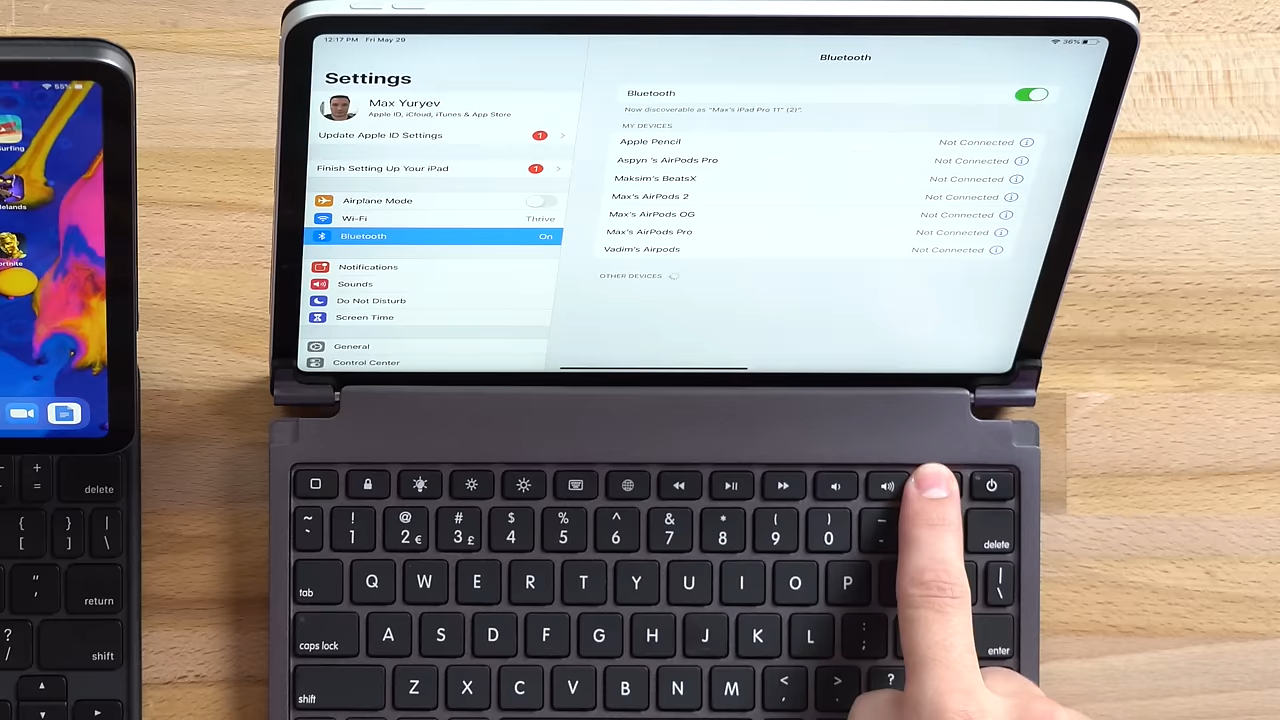 12:17 PM Fri May 29
36%
Settings
Max Yuryev
Apple ID, iCloud, iTunes & App Store
Update Apple ID Settings
1
Finish Setting Up Your iPad
1
Airplane Mode
Wi-Fi
Thrive
Bluetooth
On
Notifications
Sounds
Do Not Disturb
Screen Time
General
Control Center
Bluetooth
Bluetooth
Now discoverable as "Max's iPad Pro 11" (2)".
MY DEVICES
Apple Pencil Not Connected
Aspyn 's AirPods Pro Not Connected
Maksim's BeatsX Not Connected
Max's AirPods 2 Not Connected
Max's AirPods OG Not Connected
Max's AirPods Pro Not Connected
Vadim's Airpods Not Connected
OTHER DEVICES
55%
delete
+ =
{ [ } ] | \
" ' return
? / shift
~ ` ! 1 @ 2 € # 3 £ $ 4 % 5 ^ 6 & 7 * 8 ( 9 ) 0 - delete
tab Q W E R T Y U I O P | \
caps lock A S D F G H J K L ; enter
shift Z X C V B N M < , > . ?